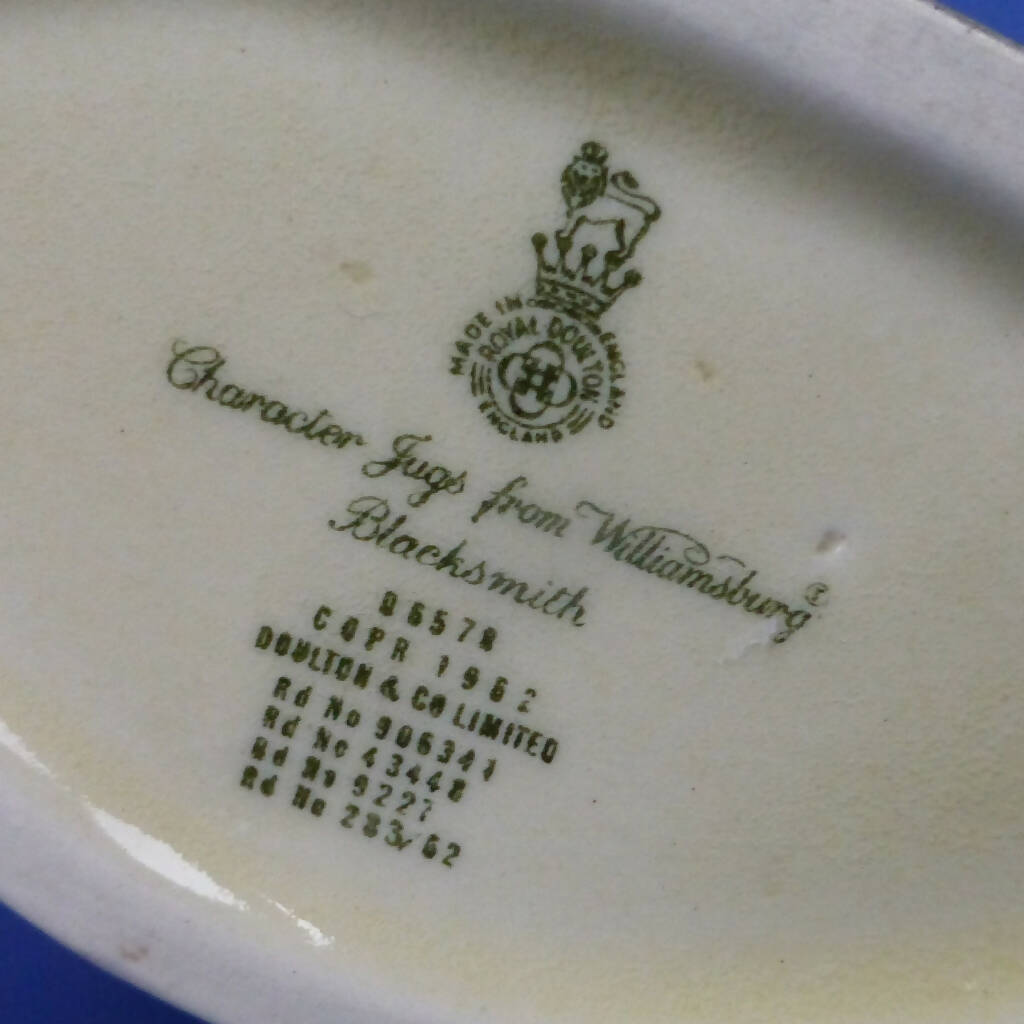 MADE IN ENGLAND
ROYAL DOULTON
ENGLAND
Character Jugs from Williamsburg
Blacksmith
D6578
COPR 1962
DOULTON & CO LIMITED
Rd No 906341
Rd No 43448
Rd No 9227
Rd No 283/62